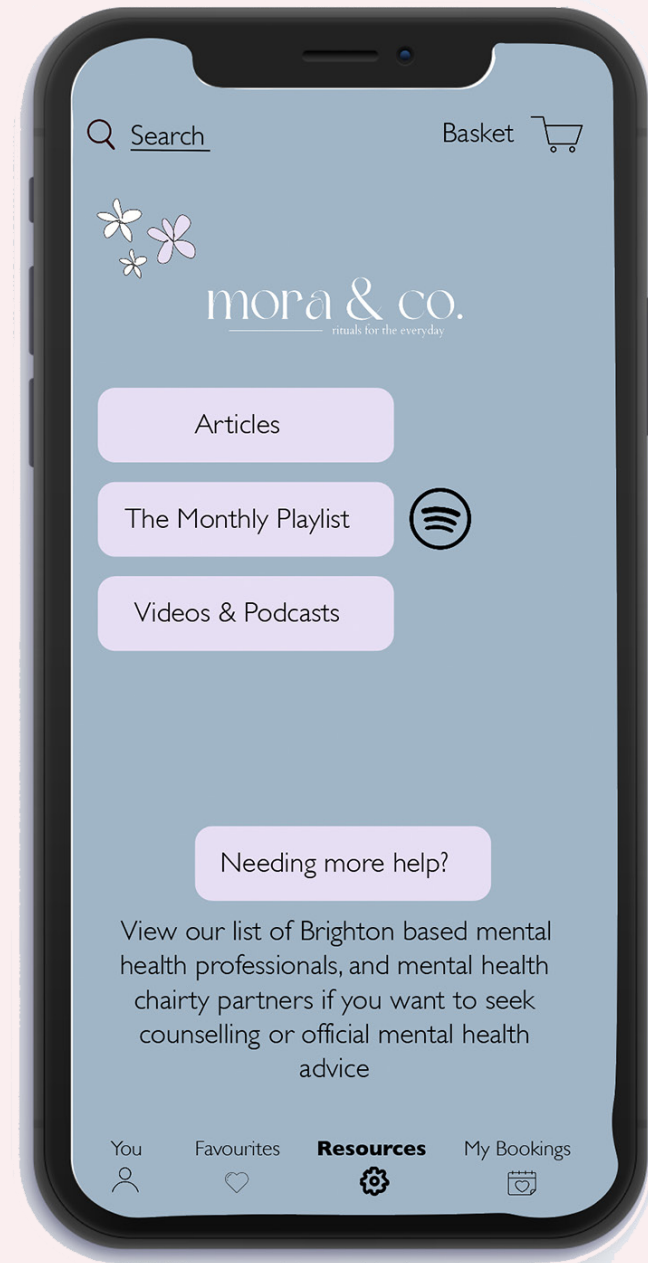 Search
Basket
mora & co.
rituals for the everyday
Articles
The Monthly Playlist
Videos & Podcasts
Needing more help?
View our list of Brighton based mental
health professionals, and mental health
chairty partners if you want to seek
counselling or official mental health
advice
You
Favourites
Resources
My Bookings